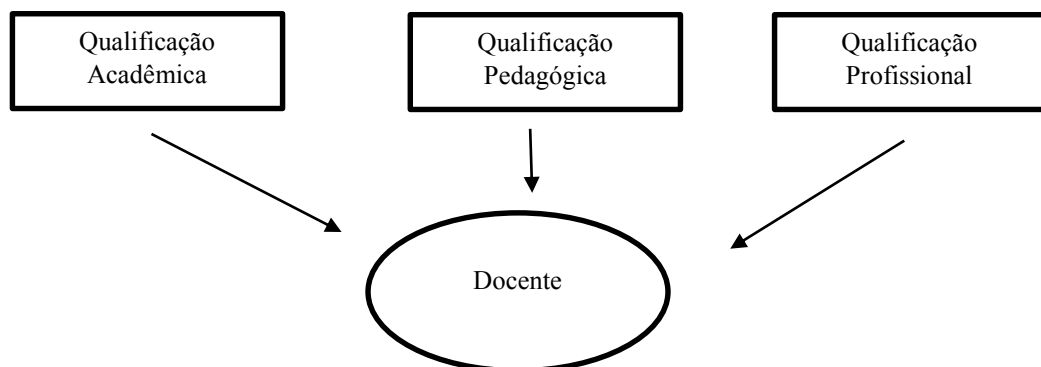 Qualificação
Acadêmica
Qualificação
Pedagógica
Qualificação
Profissional
Docente